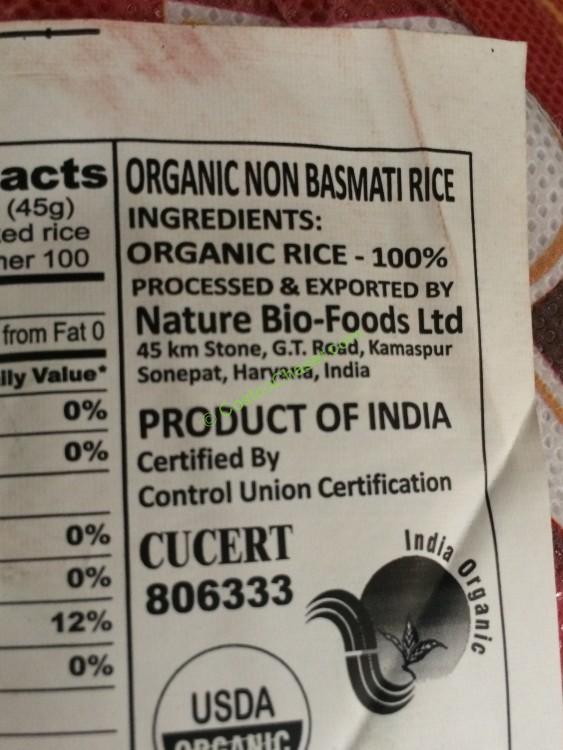 acts
(45g)
ed rice
her 100
from Fat 0
ily Value*
0%
0%
0%
0%
12%
0%
ORGANIC NON BASMATI RICE
INGREDIENTS:
ORGANIC RICE - 100%
PROCESSED & EXPORTED BY
Nature Bio-Foods Ltd
45 km Stone, G.T. Road, Kamaspur
Sonepat, Haryana, India
PRODUCT OF INDIA
Certified By
Control Union Certification
CUCERT
806333
India Organic
USDA
ORGANIC